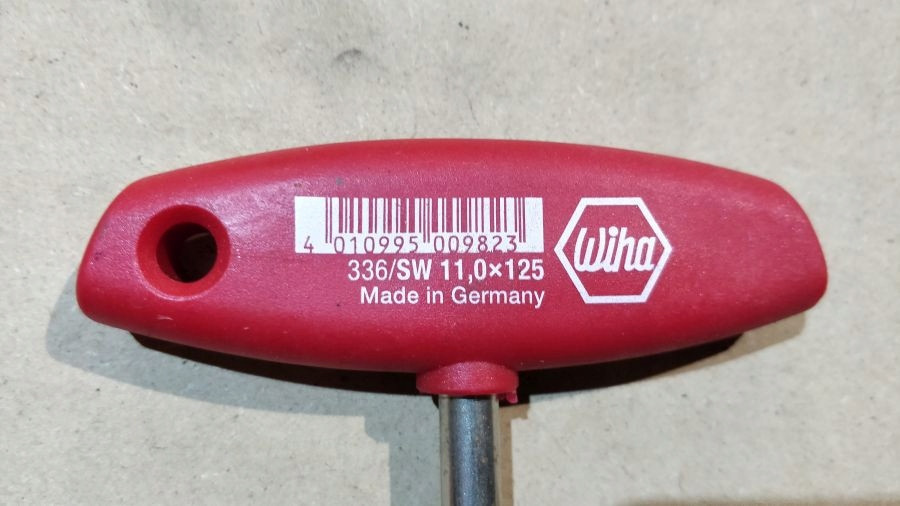 4 010995 009823
336/SW 11,0×125
Made in Germany
Wiha